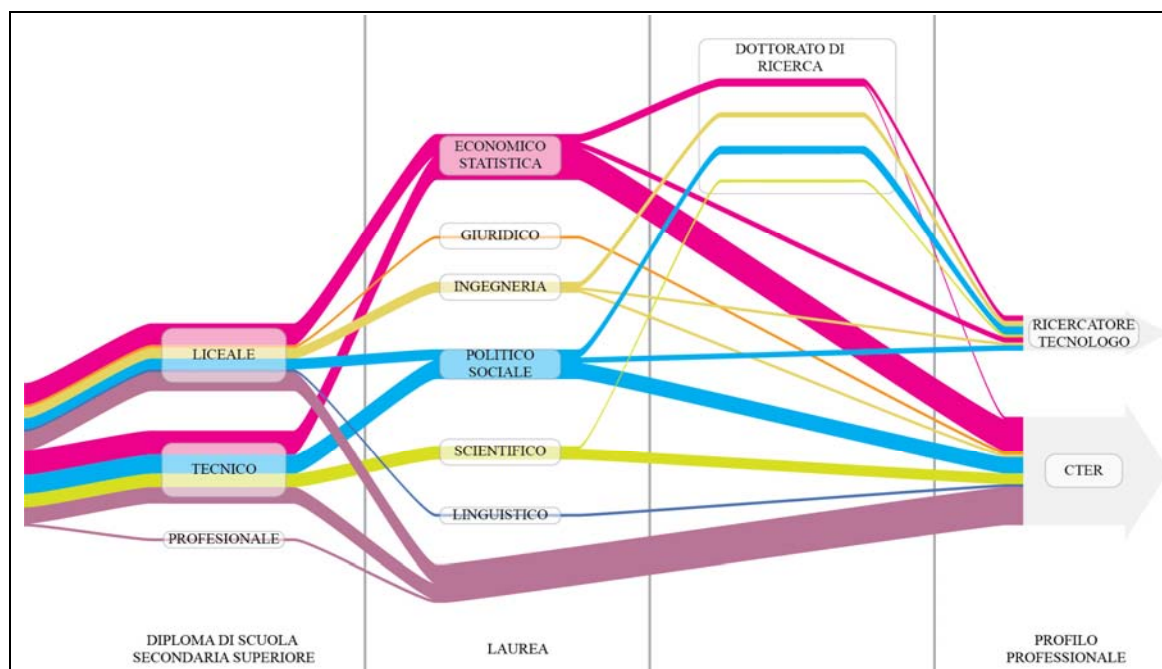 DOTTORATO DI
RICERCA
ECONOMICO
STATISTICA
GIURIDICO
INGEGNERIA
LICEALE
POLITICO
SOCIALE
RICERCATORE
TECNOLOGO
TECNICO
SCIENTIFICO
CTER
LINGUISTICO
PROFESIONALE
DIPLOMA DI SCUOLA
SECONDARIA SUPERIORE
LAUREA
PROFILO
PROFESSIONALE